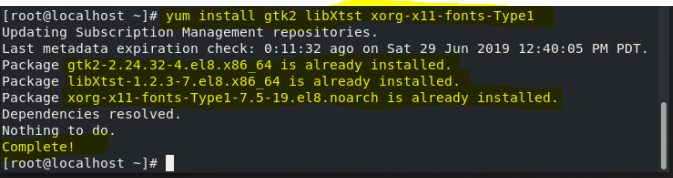 [root@localhost ~]# yum install gtk2 libXtst xorg-x11-fonts-Type1
Updating Subscription Management repositories.
Last metadata expiration check: 0:11:32 ago on Sat 29 Jun 2019 12:40:05 PM PDT.
Package gtk2-2.24.32-4.el8.x86_64 is already installed.
Package libXtst-1.2.3-7.el8.x86_64 is already installed.
Package xorg-x11-fonts-Type1-7.5-19.el8.noarch is already installed.
Dependencies resolved.
Nothing to do.
Complete!
[root@localhost ~]#